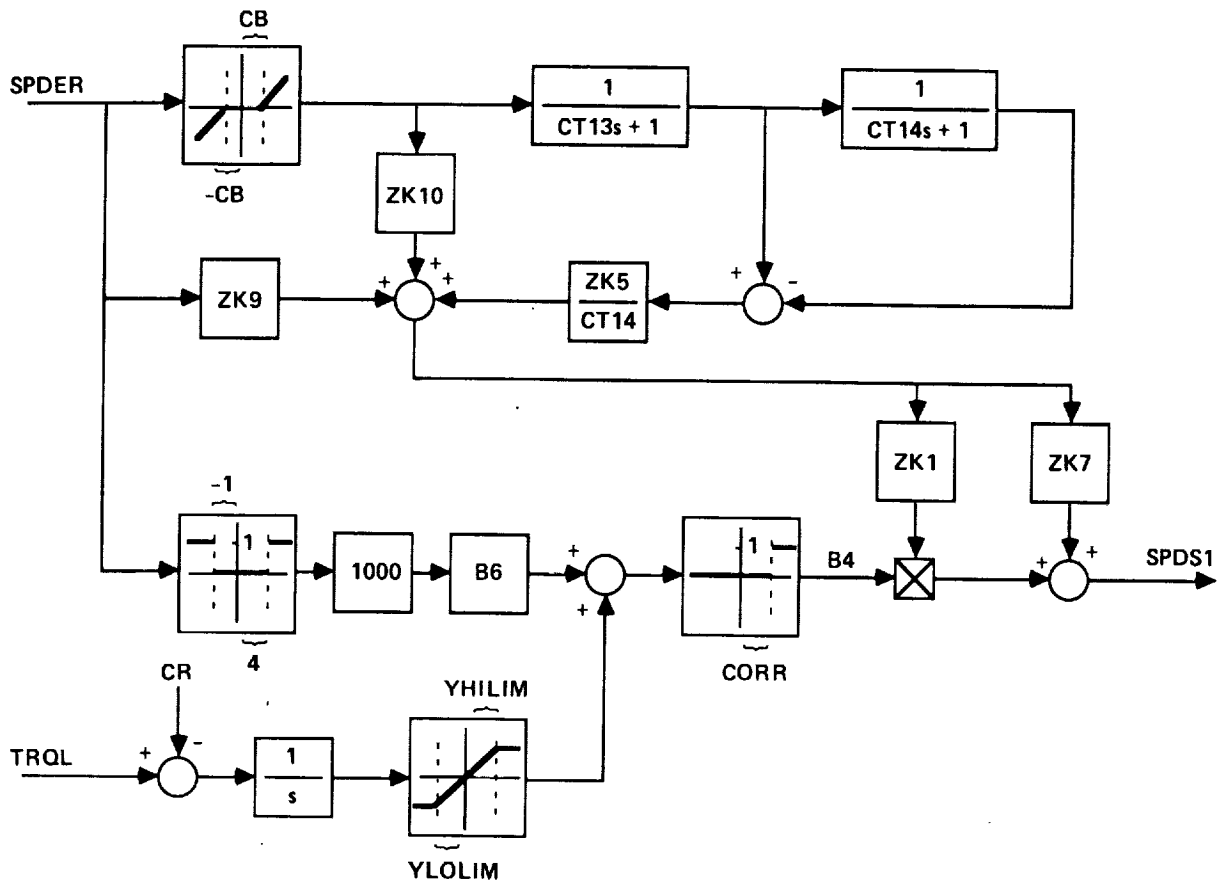 CB
SPDER
-CB
1
CT13s + 1
1
CT14s + 1
ZK10
+
+
+
ZK9
ZK5
CT14
+
-
ZK1
ZK7
-1
1
4
1000
B6
+
+
1
CORR
B4
+
+
SPDS1
CR
TRQL
+
-
1
s
YHILIM
YLOLIM